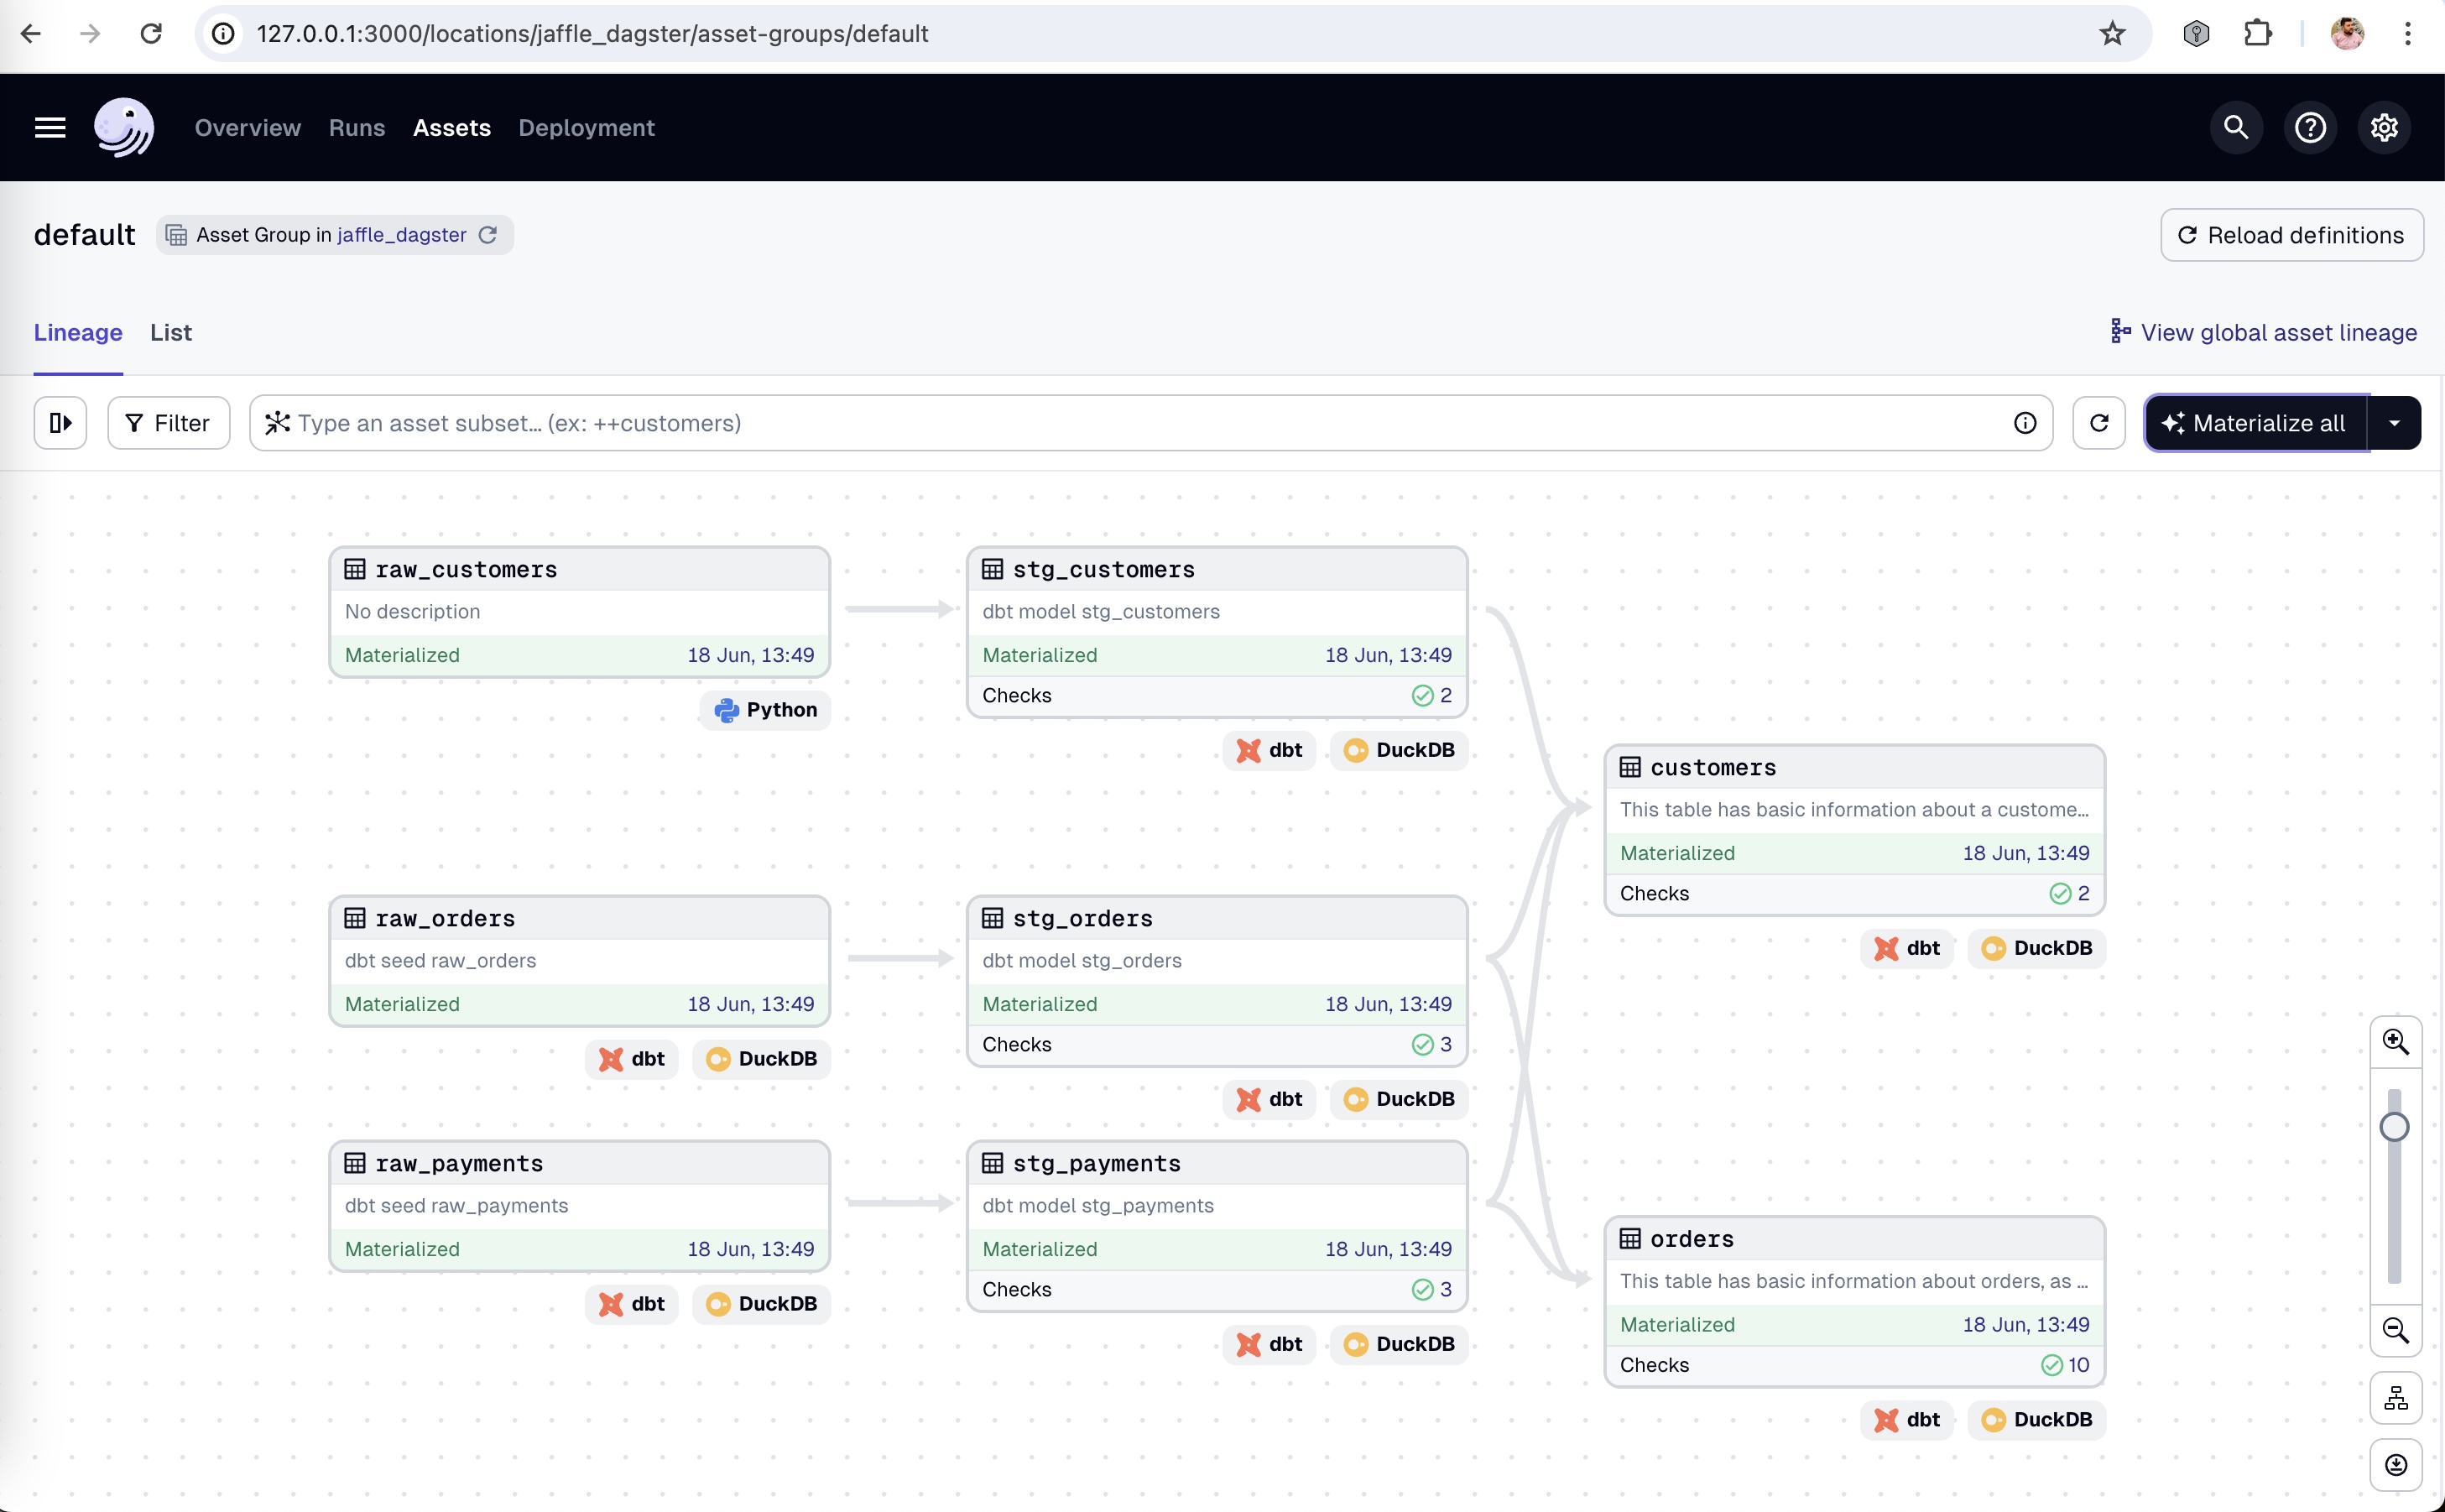 127.0.0.1:3000/locations/jaffle_dagster/asset-groups/default
Overview Runs Assets Deployment
default Asset Group in jaffle_dagster Reload definitions
Lineage List View global asset lineage
Filter Type an asset subset... (ex: ++customers) Materialize all
raw_customers
No description
Materialized 18 Jun, 13:49
Python
stg_customers
dbt model stg_customers
Materialized 18 Jun, 13:49
Checks 2
dbt DuckDB
customers
This table has basic information about a custome...
Materialized 18 Jun, 13:49
Checks 2
dbt DuckDB
raw_orders
dbt seed raw_orders
Materialized 18 Jun, 13:49
dbt DuckDB
stg_orders
dbt model stg_orders
Materialized 18 Jun, 13:49
Checks 3
dbt DuckDB
raw_payments
dbt seed raw_payments
Materialized 18 Jun, 13:49
dbt DuckDB
stg_payments
dbt model stg_payments
Materialized 18 Jun, 13:49
Checks 3
dbt DuckDB
orders
This table has basic information about orders, as ...
Materialized 18 Jun, 13:49
Checks 10
dbt DuckDB